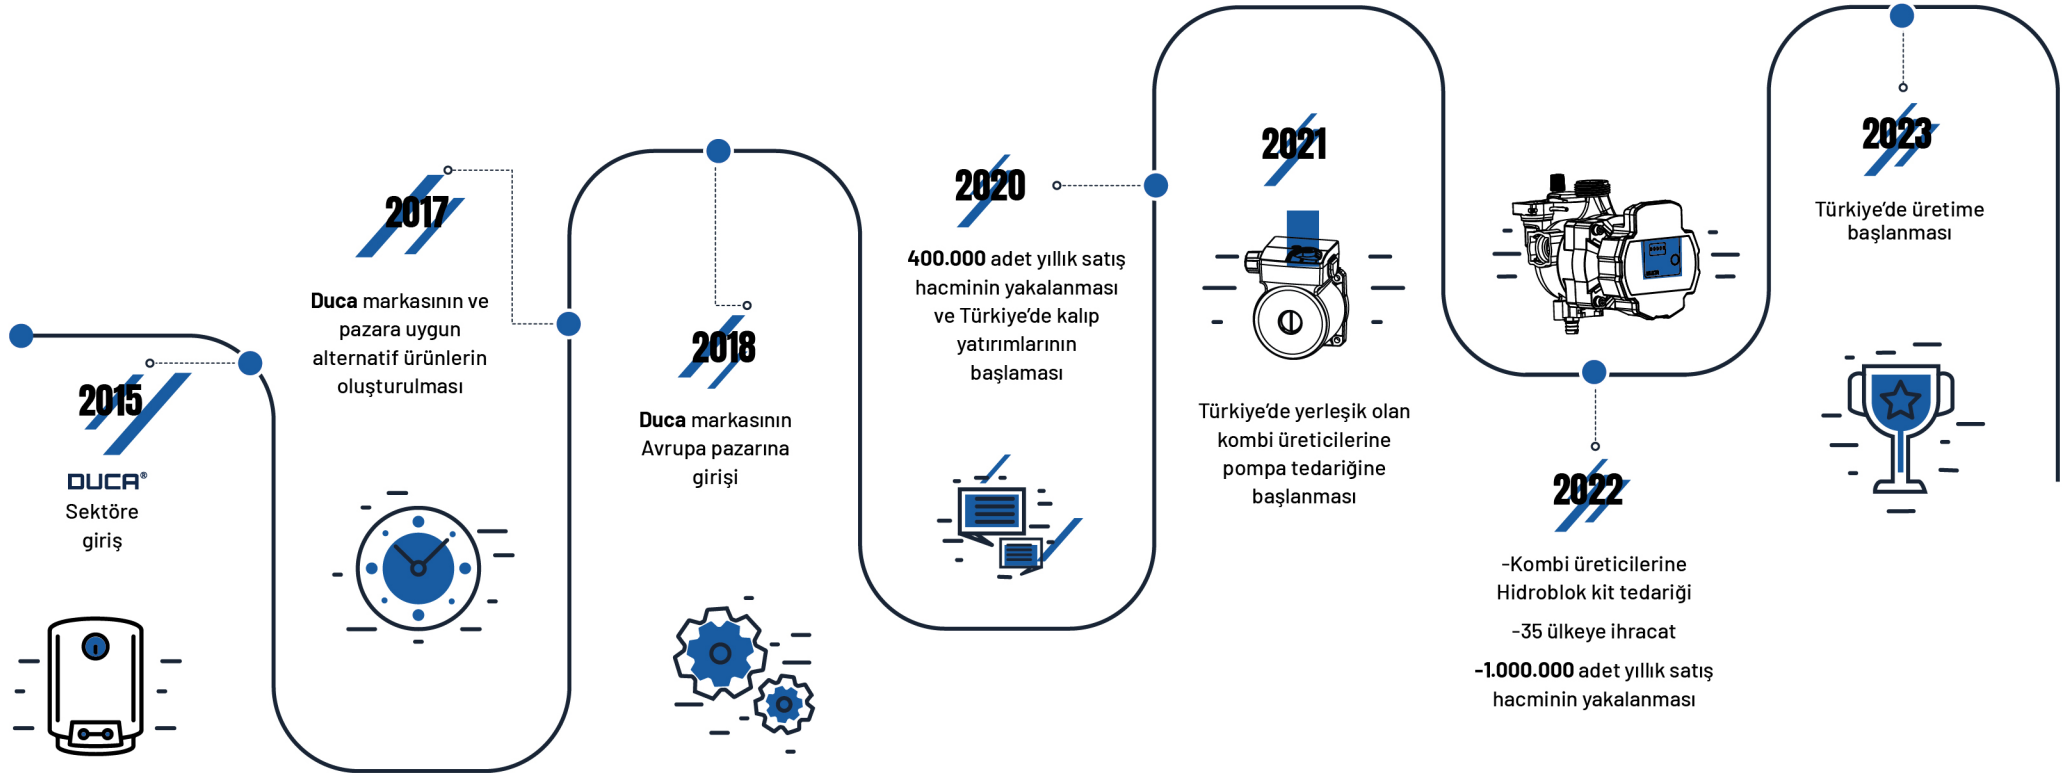 2015
DUCA®
Sektöre
giriş
2017
Duca markasının ve
pazara uygun
alternatif ürünlerin
oluşturulması
2018
Duca markasının
Avrupa pazarına
girişi
2020
400.000 adet yıllık satış
hacminin yakalanması
ve Türkiye’de kalıp
yatırımlarının
başlaması
2021
Türkiye’de yerleşik olan
kombi üreticilerine
pompa tedariğine
başlanması
2022
-Kombi üreticilerine
Hidroblok kit tedariği
-35 ülkeye ihracat
-1.000.000 adet yıllık satış
hacminin yakalanması
2023
Türkiye’de üretime
başlanması